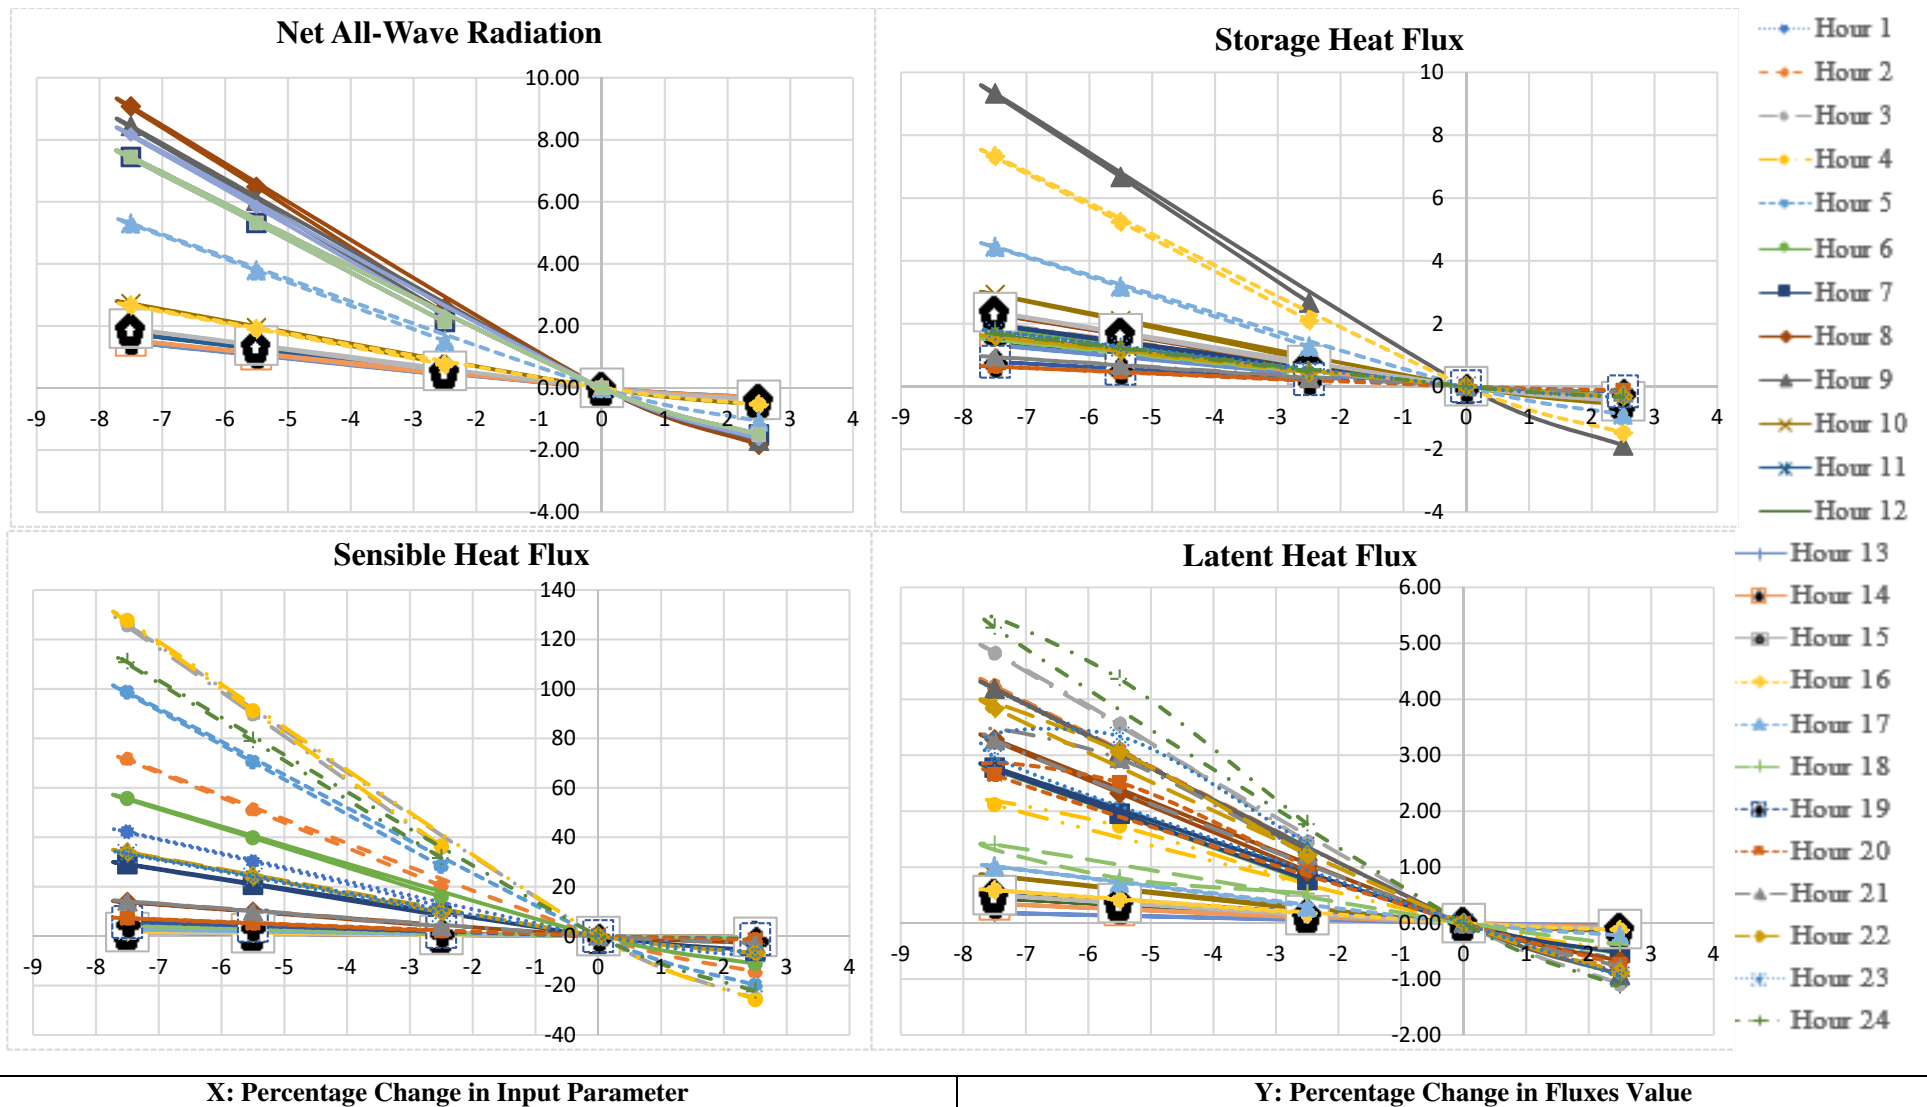 Net All-Wave Radiation
10.00
8.00
6.00
4.00
2.00
0.00
-2.00
-4.00
-9 -8 -7 -6 -5 -4 -3 -2 -1 0 1 2 3 4
Storage Heat Flux
10
8
6
4
2
0
-2
-4
-9 -8 -7 -6 -5 -4 -3 -2 -1 0 1 2 3 4
Sensible Heat Flux
140
120
100
80
60
40
20
0
-20
-40
-9 -8 -7 -6 -5 -4 -3 -2 -1 0 1 2 3 4
Latent Heat Flux
6.00
5.00
4.00
3.00
2.00
1.00
0.00
-1.00
-2.00
-9 -8 -7 -6 -5 -4 -3 -2 -1 0 1 2 3 4
Hour 1
Hour 2
Hour 3
Hour 4
Hour 5
Hour 6
Hour 7
Hour 8
Hour 9
Hour 10
Hour 11
Hour 12
Hour 13
Hour 14
Hour 15
Hour 16
Hour 17
Hour 18
Hour 19
Hour 20
Hour 21
Hour 22
Hour 23
Hour 24
X: Percentage Change in Input Parameter
Y: Percentage Change in Fluxes Value